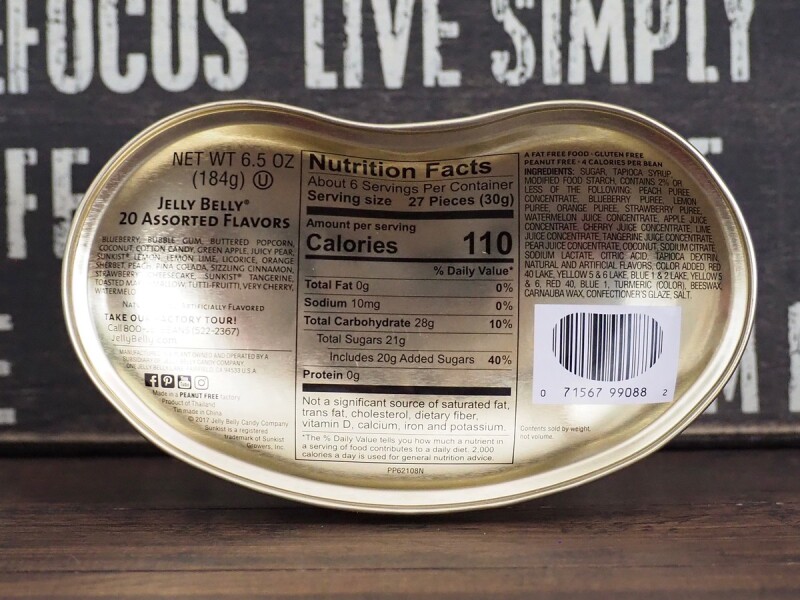 EFOCUS LIVE SIMPLY
NET WT 6.5 OZ
(184g) U
JELLY BELLY®
20 ASSORTED FLAVORS
BLUEBERRY, BUBBLE GUM, BUTTERED POPCORN,
COCONUT, COTTON CANDY, GREEN APPLE, JUICY PEAR,
SUNKIST® LEMON, LEMON LIME, LICORICE, ORANGE
SHERBET, PEACH, PIÑA COLADA, SIZZLING CINNAMON,
STRAWBERRY CHEESECAKE, SUNKIST® TANGERINE,
TOASTED MARSHMALLOW, TUTTI-FRUITTI, VERY CHERRY,
WATERMELON
ARTIFICIALLY FLAVORED
TAKE OUR FACTORY TOUR!
Call 800- (522-2367)
JellyBelly.com
Made in a PEANUT FREE factory.
Product of Thailand
Tin made in China
© 2017 Jelly Belly Candy Company
Sunkist is a registered
trademark of Sunkist
Growers, Inc.
Nutrition Facts
About 6 Servings Per Container
Serving size 27 Pieces (30g)
Amount per serving
Calories 110
% Daily Value*
Total Fat 0g 0%
Sodium 10mg 0%
Total Carbohydrate 28g 10%
Total Sugars 21g
Includes 20g Added Sugars 40%
Protein 0g
Not a significant source of saturated fat,
trans fat, cholesterol, dietary fiber,
vitamin D, calcium, iron and potassium.
*The % Daily Value tells you how much a nutrient in
a serving of food contributes to a daily diet. 2,000
calories a day is used for general nutrition advice.
PP62108N
A FAT FREE FOOD · GLUTEN FREE
PEANUT FREE · 4 CALORIES PER BEAN
INGREDIENTS: SUGAR, TAPIOCA SYRUP,
MODIFIED FOOD STARCH, CONTAINS 2% OR
LESS OF THE FOLLOWING: PEACH PUREE
CONCENTRATE, BLUEBERRY PUREE, LEMON
PUREE, ORANGE PUREE, STRAWBERRY PUREE,
WATERMELON JUICE CONCENTRATE, APPLE JUICE
CONCENTRATE, CHERRY JUICE CONCENTRATE, LIME
JUICE CONCENTRATE, TANGERINE JUICE CONCENTRATE,
PEAR JUICE CONCENTRATE, COCONUT, SODIUM CITRATE,
SODIUM LACTATE, CITRIC ACID, TAPIOCA DEXTRIN,
NATURAL AND ARTIFICIAL FLAVORS, COLOR ADDED, RED
40 LAKE, YELLOW 5 & 6 LAKE, BLUE 1 & 2 LAKE, YELLOW 5
& 6, RED 40, BLUE 1, TURMERIC (COLOR), BEESWAX,
CARNAUBA WAX, CONFECTIONER'S GLAZE, SALT.
0 71567 99088 2
Contents sold by weight,
not volume.